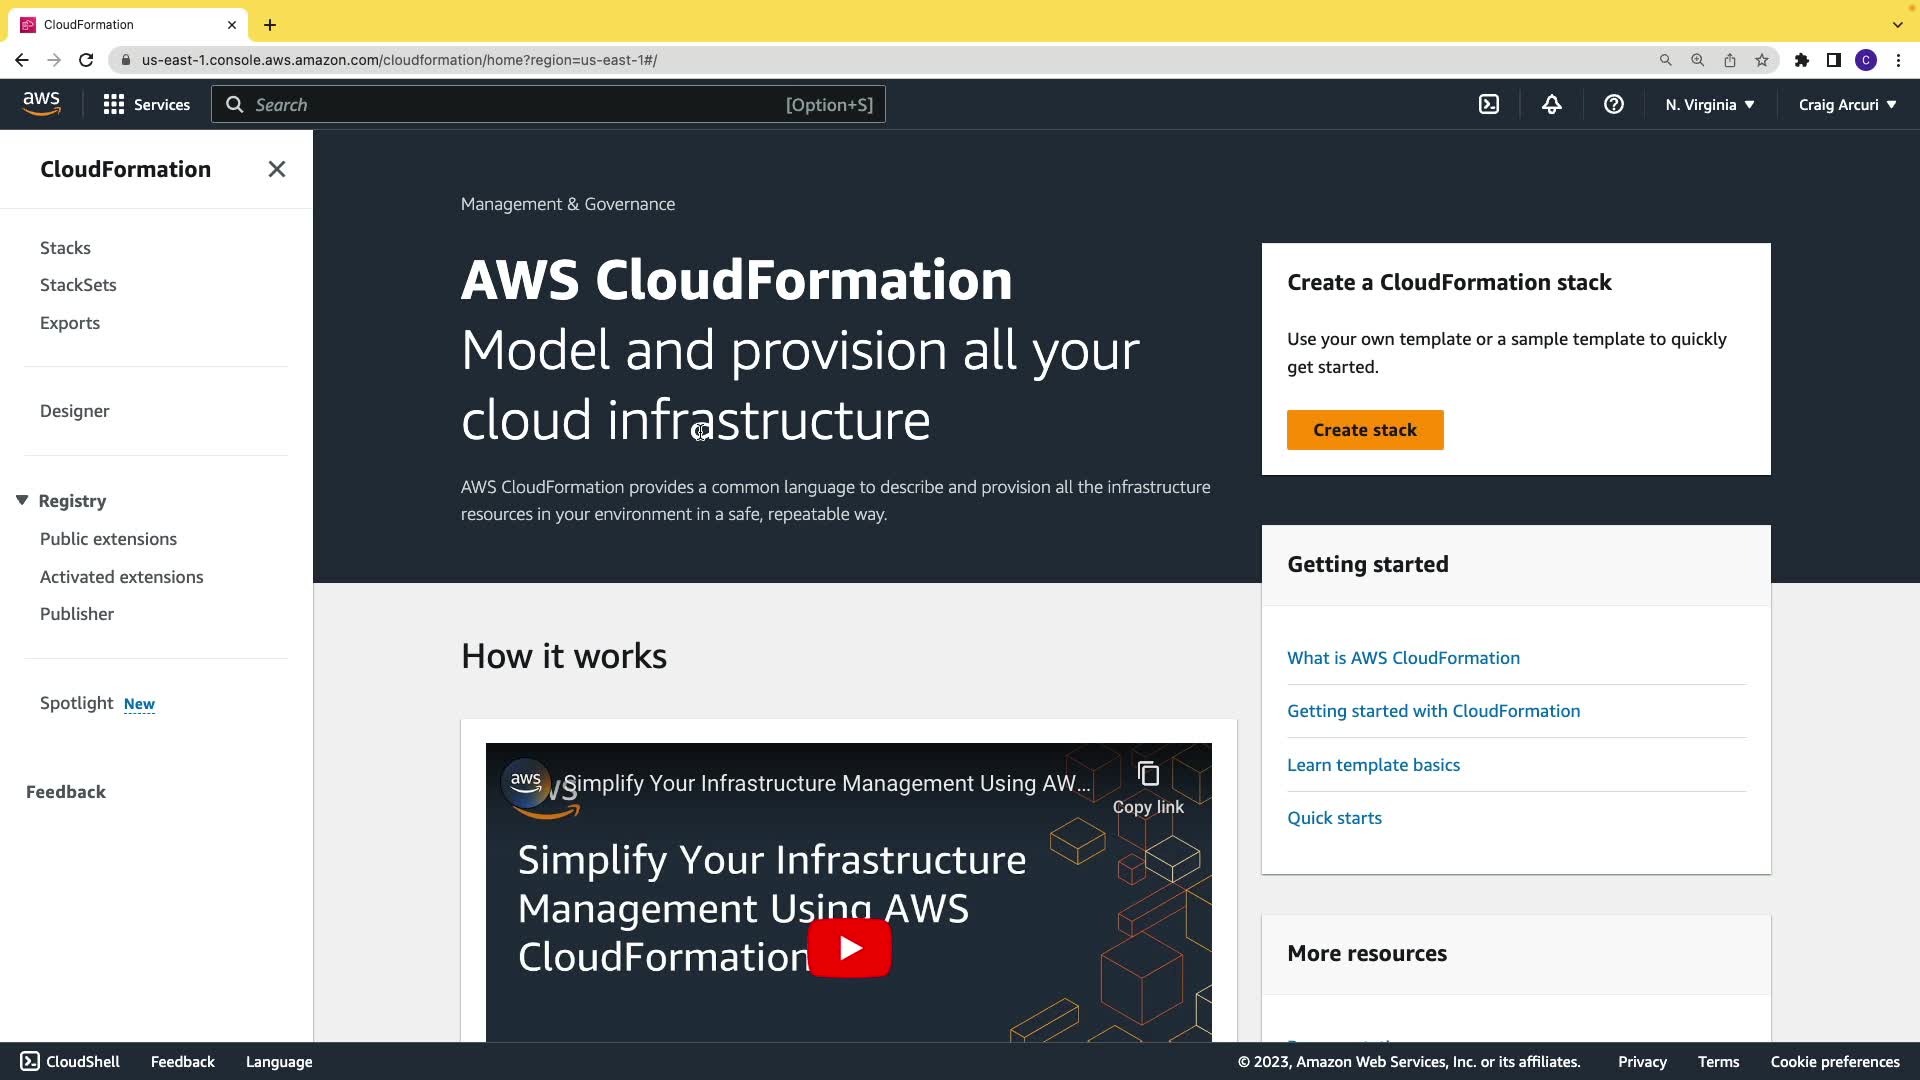 CloudFormation
us-east-1.console.aws.amazon.com/cloudformation/home?region=us-east-1#/
C
aws
Services
Search
[Option+S]
N. Virginia
Craig Arcuri
CloudFormation
Stacks
StackSets
Exports
Designer
Registry
Public extensions
Activated extensions
Publisher
Spotlight New
Feedback
Management & Governance
AWS CloudFormation
Model and provision all your
cloud infrastructure
AWS CloudFormation provides a common language to describe and provision all the infrastructure
resources in your environment in a safe, repeatable way.
Create a CloudFormation stack
Use your own template or a sample template to quickly
get started.
Create stack
How it works
aws
Simplify Your Infrastructure Management Using AW...
Copy link
Simplify Your Infrastructure
Management Using AWS
CloudFormation
Getting started
What is AWS CloudFormation
Getting started with CloudFormation
Learn template basics
Quick starts
More resources
CloudShell
Feedback
Language
© 2023, Amazon Web Services, Inc. or its affiliates.
Privacy
Terms
Cookie preferences